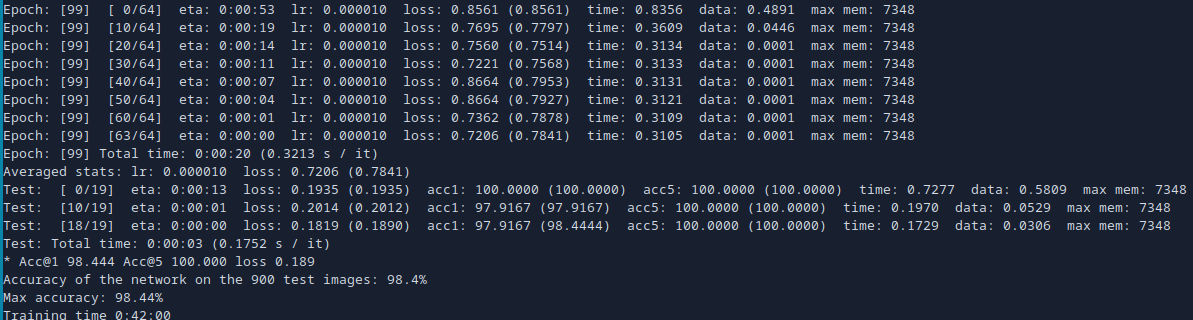 Epoch: [99]  [ 0/64]  eta: 0:00:53  lr: 0.000010  loss: 0.8561 (0.8561)  time: 0.8356  data: 0.4891  max mem: 7348
Epoch: [99]  [10/64]  eta: 0:00:19  lr: 0.000010  loss: 0.7695 (0.7797)  time: 0.3609  data: 0.0446  max mem: 7348
Epoch: [99]  [20/64]  eta: 0:00:14  lr: 0.000010  loss: 0.7560 (0.7514)  time: 0.3134  data: 0.0001  max mem: 7348
Epoch: [99]  [30/64]  eta: 0:00:11  lr: 0.000010  loss: 0.7221 (0.7568)  time: 0.3133  data: 0.0001  max mem: 7348
Epoch: [99]  [40/64]  eta: 0:00:07  lr: 0.000010  loss: 0.8664 (0.7953)  time: 0.3131  data: 0.0001  max mem: 7348
Epoch: [99]  [50/64]  eta: 0:00:04  lr: 0.000010  loss: 0.8664 (0.7927)  time: 0.3121  data: 0.0001  max mem: 7348
Epoch: [99]  [60/64]  eta: 0:00:01  lr: 0.000010  loss: 0.7362 (0.7878)  time: 0.3109  data: 0.0001  max mem: 7348
Epoch: [99]  [63/64]  eta: 0:00:00  lr: 0.000010  loss: 0.7206 (0.7841)  time: 0.3105  data: 0.0001  max mem: 7348
Epoch: [99] Total time: 0:00:20 (0.3213 s / it)
Averaged stats: lr: 0.000010  loss: 0.7206 (0.7841)
Test:  [ 0/19]  eta: 0:00:13  loss: 0.1935 (0.1935)  acc1: 100.0000 (100.0000)  acc5: 100.0000 (100.0000)  time: 0.7277  data: 0.5809  max mem: 7348
Test:  [10/19]  eta: 0:00:01  loss: 0.2014 (0.2012)  acc1: 97.9167 (97.9167)  acc5: 100.0000 (100.0000)  time: 0.1970  data: 0.0529  max mem: 7348
Test:  [18/19]  eta: 0:00:00  loss: 0.1819 (0.1890)  acc1: 97.9167 (98.4444)  acc5: 100.0000 (100.0000)  time: 0.1729  data: 0.0306  max mem: 7348
Test: Total time: 0:00:03 (0.1752 s / it)
* Acc@1 98.444 Acc@5 100.000 loss 0.189
Accuracy of the network on the 900 test images: 98.4%
Max accuracy: 98.44%
Training time 0:42:00